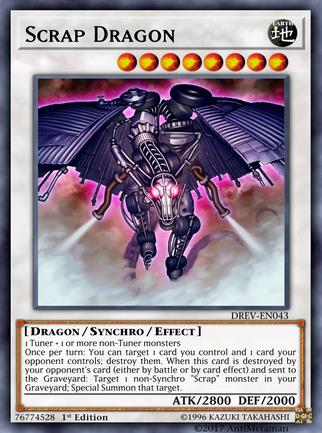 SCRAP DRAGON
EARTH
地
DREV-EN043
[DRAGON / SYNCHRO / EFFECT]
1 Tuner + 1 or more non-Tuner monsters
Once per turn: You can target 1 card you control and 1 card your
opponent controls; destroy them. When this card is destroyed by
your opponent's card (either by battle or by card effect) and sent to
the Graveyard: Target 1 non-Synchro "Scrap" monster in your
Graveyard; Special Summon that target.
ATK/2800 DEF/2000
76774528 1st Edition ©1996 KAZUKI TAKAHASHI
©2017 AntiMetaman